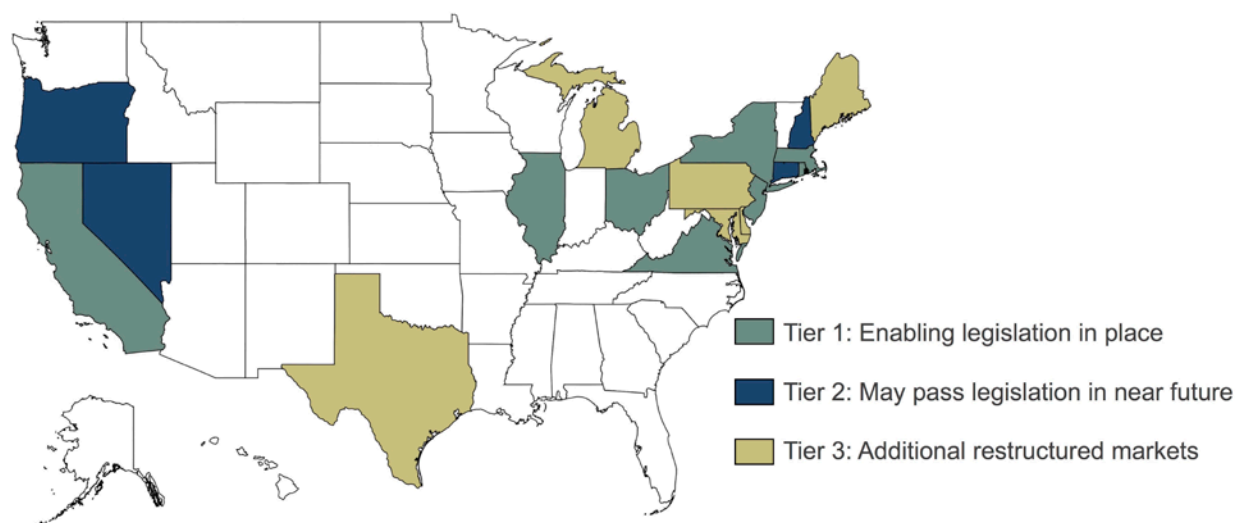 Tier 1: Enabling legislation in place
Tier 2: May pass legislation in near future
Tier 3: Additional restructured markets